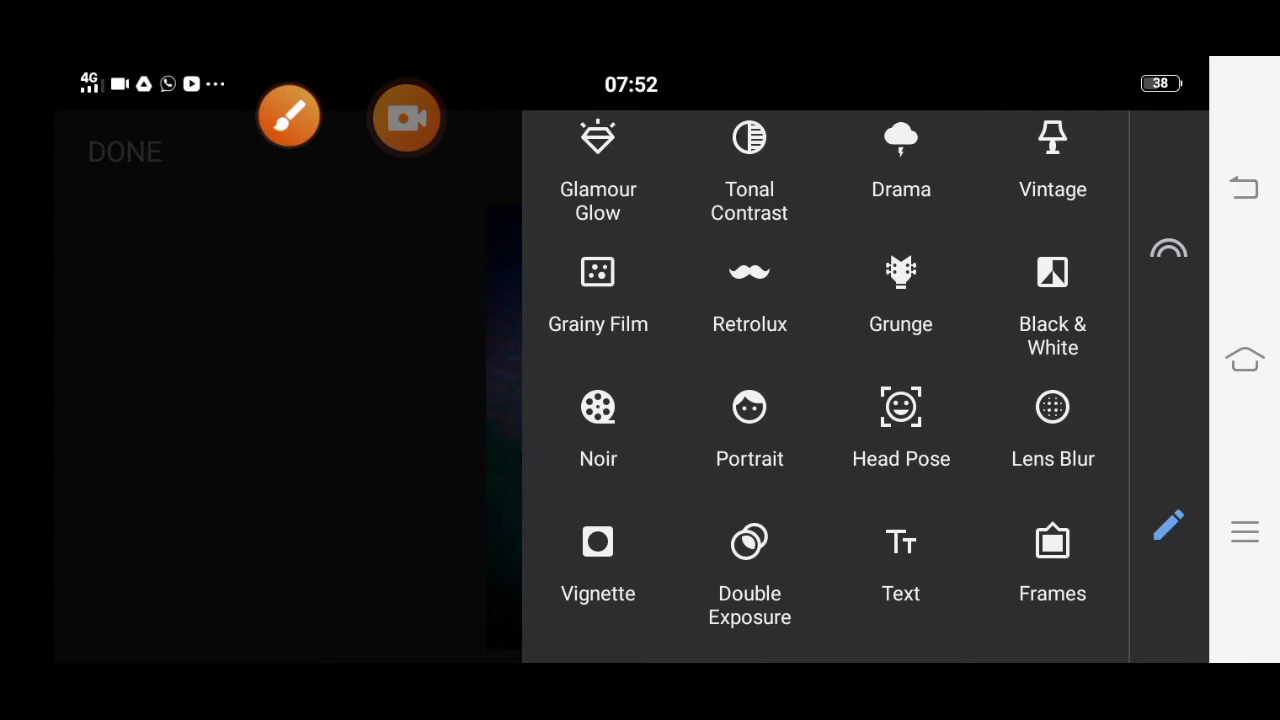 4G
07:52
38
DONE
Glamour
Glow
Tonal
Contrast
Drama
Vintage
Grainy Film
Retrolux
Grunge
Black &
White
Noir
Portrait
Head Pose
Lens Blur
Vignette
Double
Exposure
Text
Frames